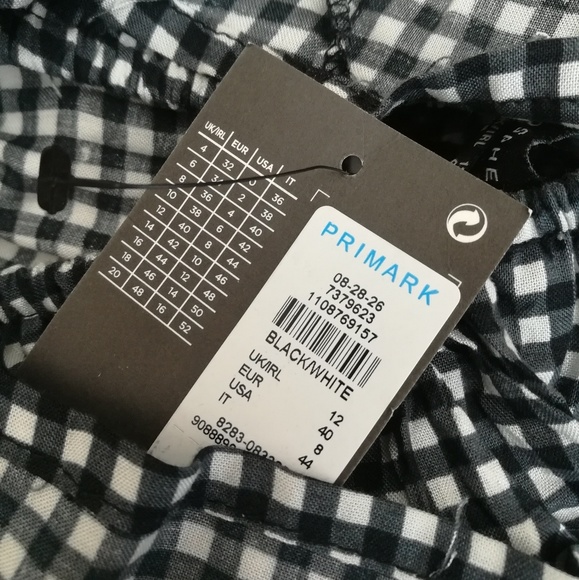 UK/IRL EUR USA IT
4 32 0 36
6 34 2 38
8 36 4 40
10 38 6 42
12 40 8 44
14 42 10 46
16 44 12 48
18 46 14 50
20 48 16 52
PRIMARK
08-28-26
7379623
1108769157
BLACK/WHITE
UK/IRL 12
EUR 40
USA 8
IT 44